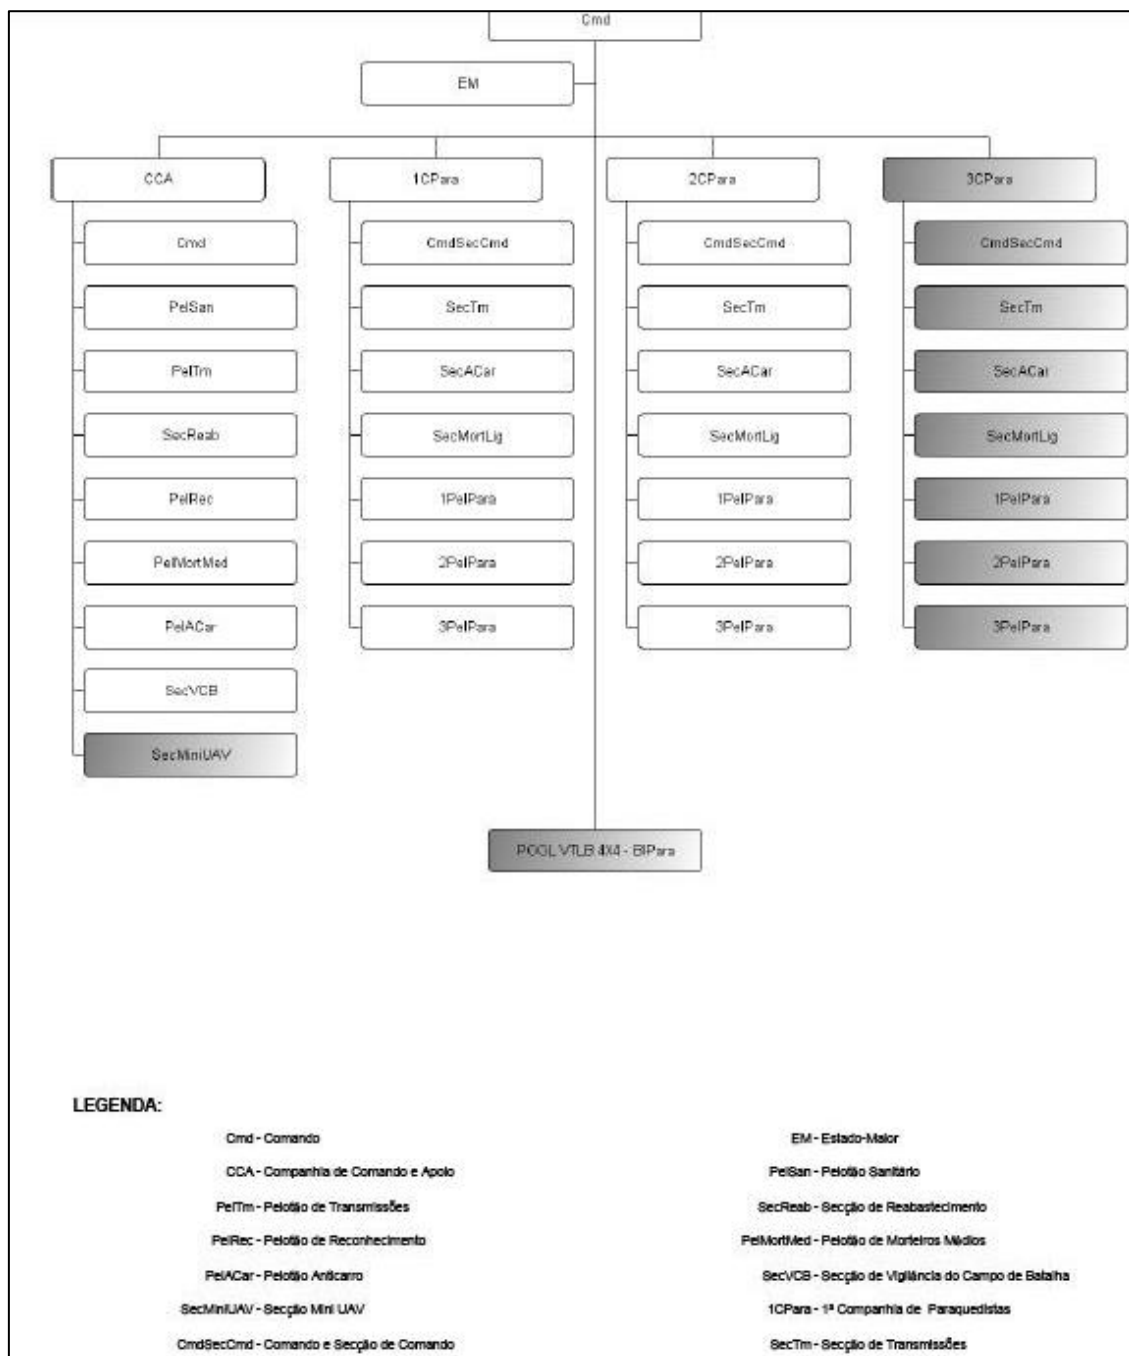 Cmd
EM
CCA 1CPara 2CPara 3CPara
Cmd CmdSecCmd CmdSecCmd CmdSecCmd
PelSan SecTm SecTm SecTm
PelTm SecACar SecACar SecACar
SecReab SecMortLig SecMortLig SecMortLig
PelRec 1PelPara 1PelPara 1PelPara
PelMortMed 2PelPara 2PelPara 2PelPara
PelACar 3PelPara 3PelPara 3PelPara
SecVCB
SecMiniUAV
POOL VTLB 4X4 - BIPara
LEGENDA:
Cmd - Comando EM - Estado-Maior
CCA - Companhia de Comando e Apoio PelSan - Pelotão Sanitário
PelTm - Pelotão de Transmissões SecReab - Secção de Reabastecimento
PelRec - Pelotão de Reconhecimento PelMortMed - Pelotão de Morteiros Médios
PelACar - Pelotão Anticarro SecVCB - Secção de Vigilância do Campo de Batalha
SecMiniUAV - Secção Mini UAV 1CPara - 1ª Companhia de Paraquedistas
CmdSecCmd - Comando e Secção de Comando SecTm - Secção de Transmissões